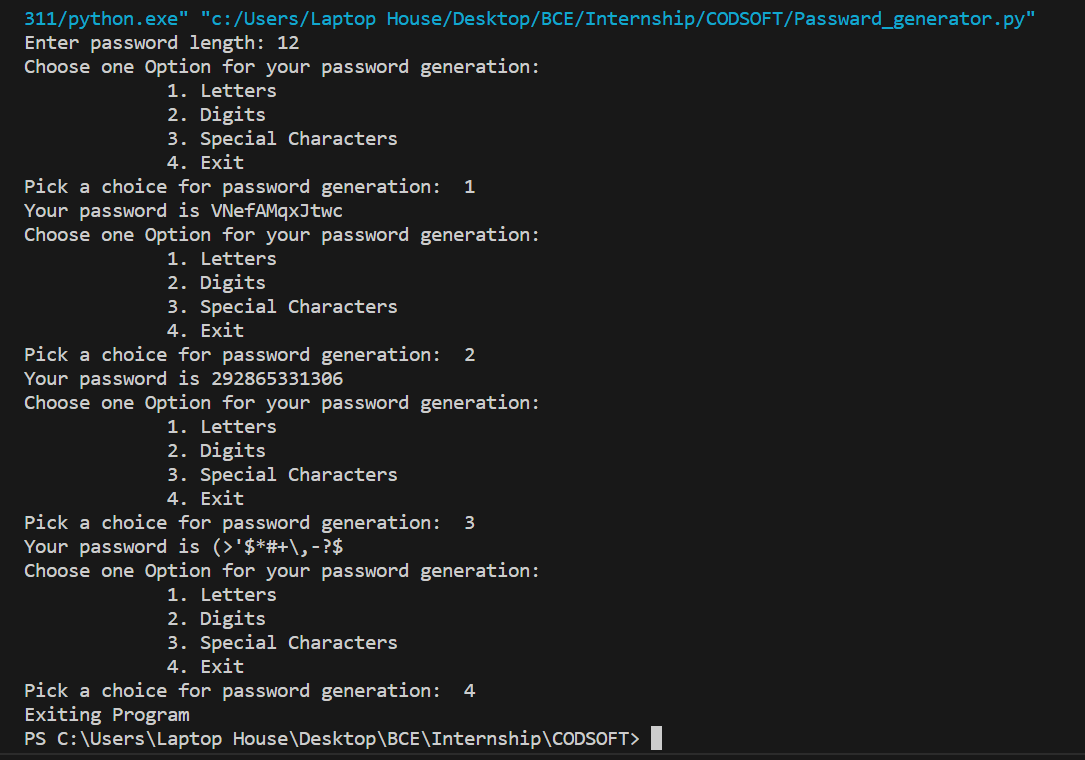 311/python.exe" "c:/Users/Laptop House/Desktop/BCE/Internship/CODSOFT/Passward_generator.py"
Enter password length: 12
Choose one Option for your password generation:
             1. Letters
             2. Digits
             3. Special Characters
             4. Exit
Pick a choice for password generation:  1
Your password is VNefAMqxJtwc
Choose one Option for your password generation:
             1. Letters
             2. Digits
             3. Special Characters
             4. Exit
Pick a choice for password generation:  2
Your password is 292865331306
Choose one Option for your password generation:
             1. Letters
             2. Digits
             3. Special Characters
             4. Exit
Pick a choice for password generation:  3
Your password is (>'$*#+\,-?$
Choose one Option for your password generation:
             1. Letters
             2. Digits
             3. Special Characters
             4. Exit
Pick a choice for password generation:  4
Exiting Program
PS C:\Users\Laptop House\Desktop\BCE\Internship\CODSOFT>